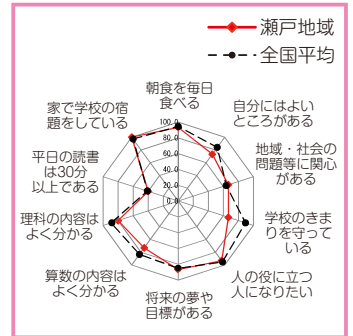 瀬戸地域
全国平均
朝食を毎日
食べる
自分にはよい
ところがある
地域・社会の
問題等に関心
がある
学校のきま
りを守って
いる
人の役に立つ
人になりたい
将来の夢や
目標がある
算数の内容は
よく分かる
理科の内容は
よく分かる
平日の読書
は30分
以上である
家で学校の宿
題をしている
100.0
80.0
60.0
40.0
20.0
0.0